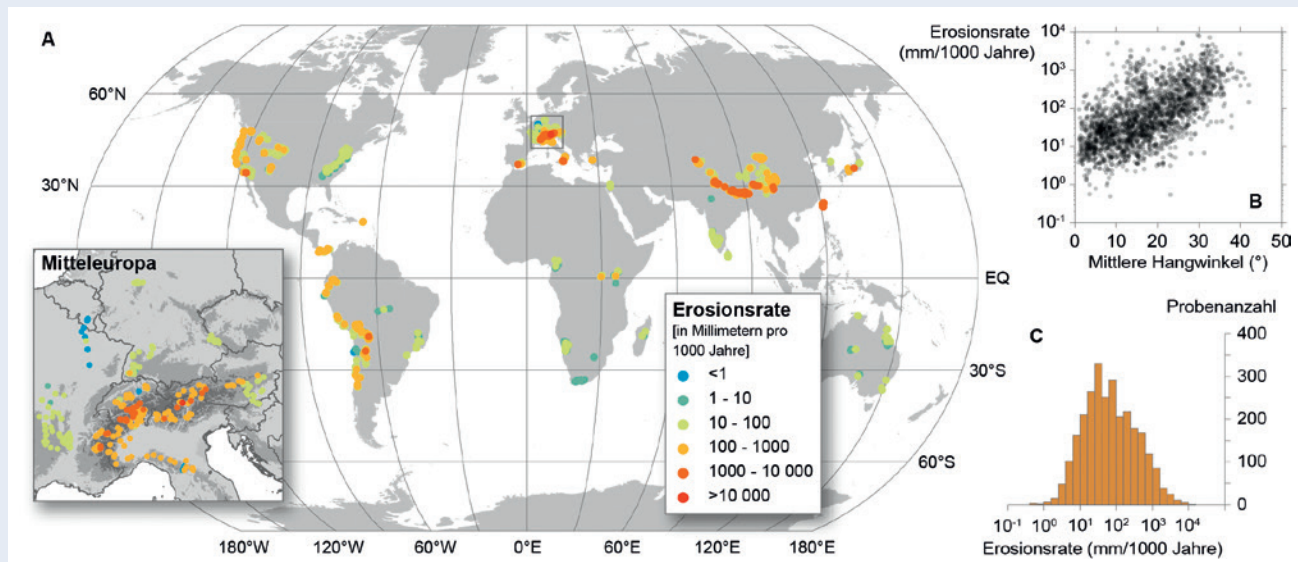 A
60°N
30°N
EQ
30°S
60°S
180°W
120°W
60°W
0°E
60°E
120°E
180°E
Mitteleuropa
Erosionsrate
[in Millimetern pro
1000 Jahre]
<1
1 - 10
10 - 100
100 - 1000
1000 - 10 000
>10 000
Erosionsrate
(mm/1000 Jahre)
10⁴
10³
10²
10¹
10⁰
10⁻¹
B
0 10 20 30 40 50
Mittlere Hangwinkel (°)
Probenanzahl
C
400
300
200
100
0
10⁻¹ 10⁰ 10¹ 10² 10³ 10⁴
Erosionsrate (mm/1000 Jahre)